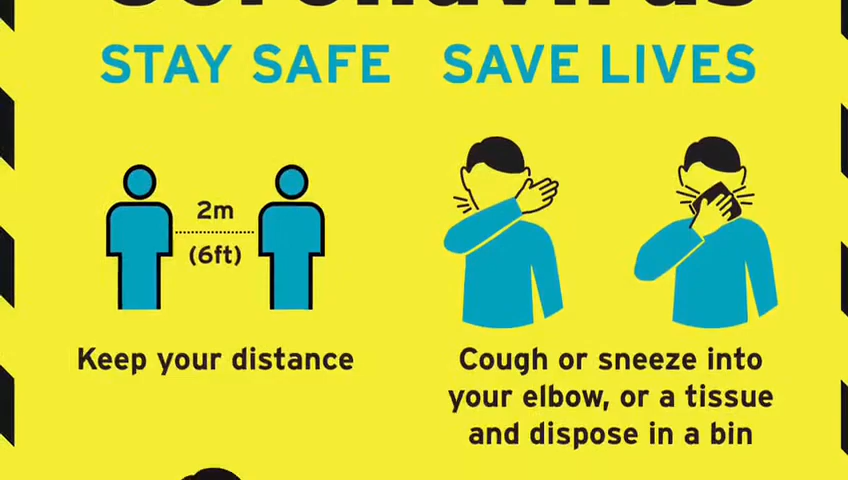 Coronavirus
STAY SAFE SAVE LIVES
2m
(6ft)
Keep your distance
Cough or sneeze into
your elbow, or a tissue
and dispose in a bin